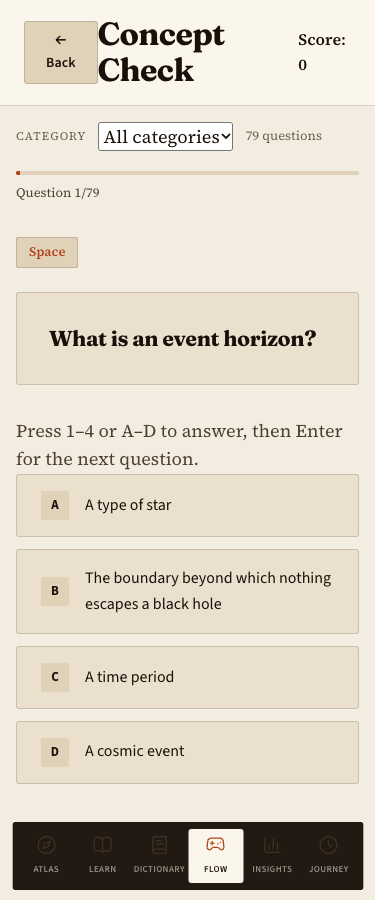 ← Back
Concept Check
Score: 0
CATEGORY All categories 79 questions
Question 1/79
Space
What is an event horizon?
Press 1–4 or A–D to answer, then Enter
for the next question.
A A type of star
B The boundary beyond which nothing
escapes a black hole
C A time period
D A cosmic event
ATLAS LEARN DICTIONARY FLOW INSIGHTS JOURNEY